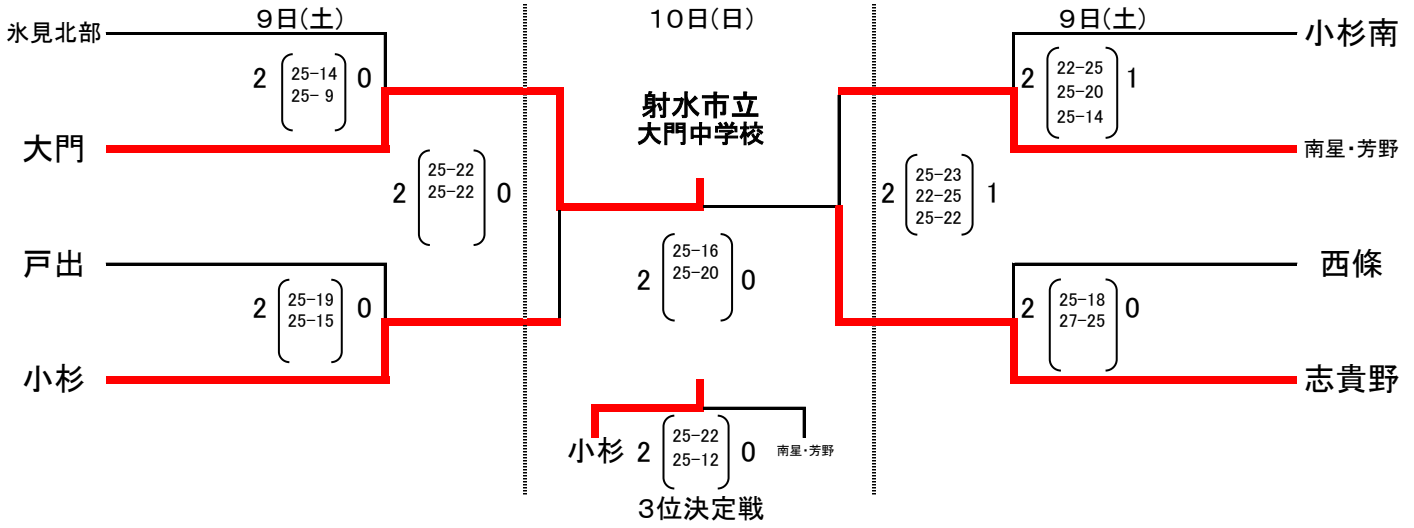 9日(土)
10日(日)
9日(土)
氷見北部
2 25-14 0
25- 9
大門
2 25-22 0
25-22
戸出
2 25-19 0
25-15
小杉
射水市立
大門中学校
2 25-16 0
25-20
小杉 2 25-22 0 南星・芳野
25-12
3位決定戦
小杉南
2 22-25 1
25-20
25-14
南星・芳野
2 25-23 1
22-25
25-22
西條
2 25-18 0
27-25
志貴野